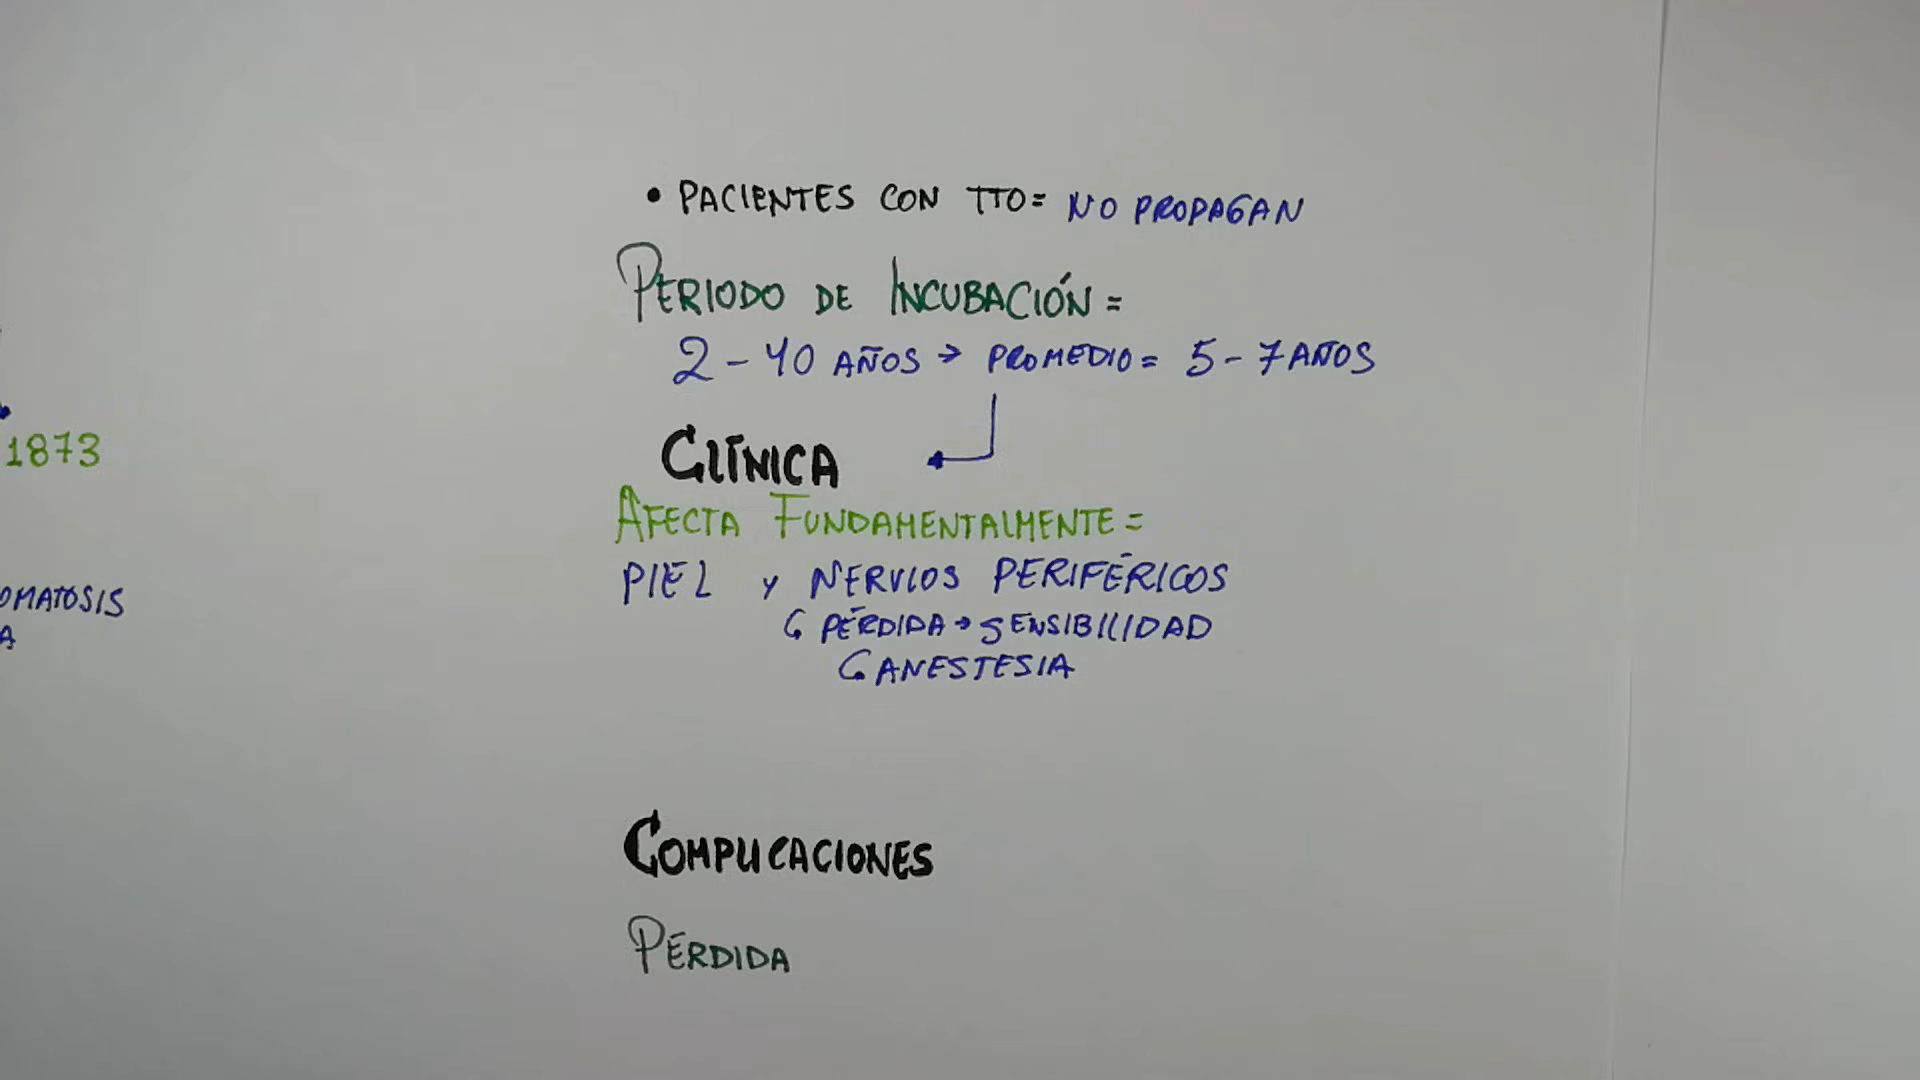 • PACIENTES CON TTO= NO PROPAGAN
PERIODO DE INCUBACIÓN =
2 - 40 AÑOS → PROMEDIO = 5 - 7 AÑOS
1873
CLÍNICA
AFECTA FUNDAMENTALMENTE =
PIEL Y NERVIOS PERIFÉRICOS
OMATOSIS
PÉRDIDA → SENSIBILIDAD
A
ANESTESIA
COMPLICACIONES
PÉRDIDA